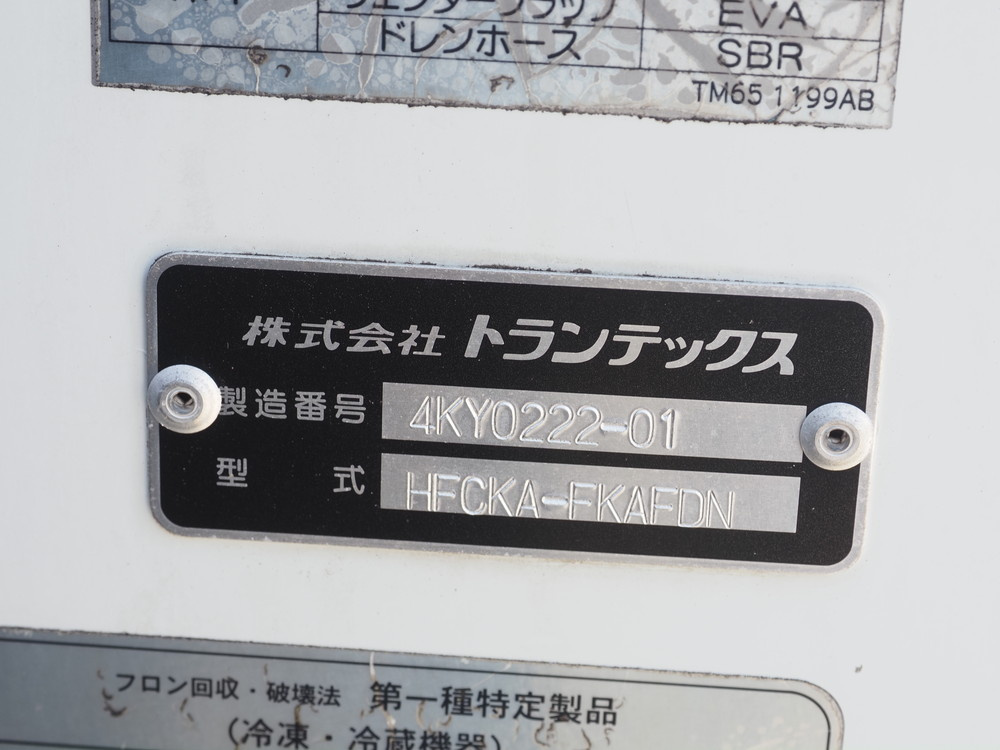 フェンダーフラップ EVA
ドレンホース SBR
TM65 1199AB
株式会社 トランテックス
製造番号 4KY0222-01
型 式 HFCKA-FKAFDN
フロン回収・破壊法 第一種特定製品
(冷凍・冷蔵機器)